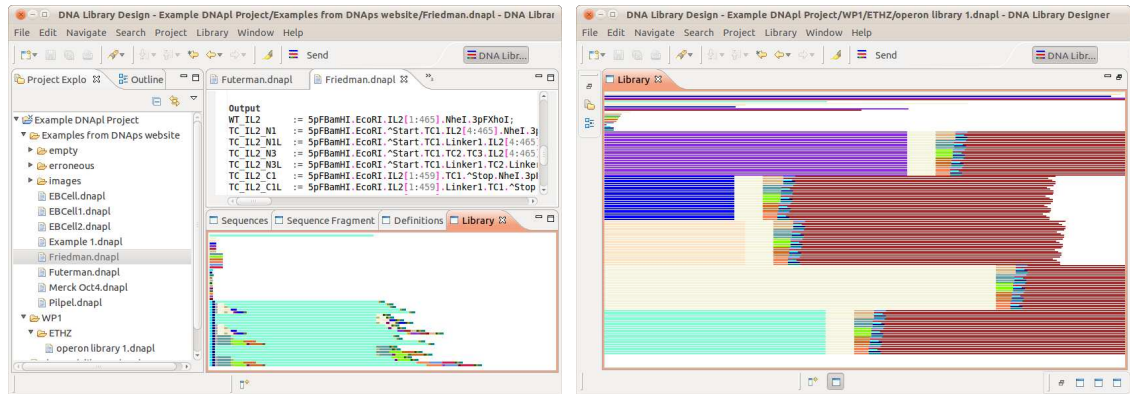 DNA Library Design - Example DNApl Project/Examples from DNAps website/Friedman.dnapl - DNA Librar
File Edit Navigate Search Project Library Window Help
Send
DNA Libr...
Project Explo
Outline
Example DNApl Project
Examples from DNAps website
empty
erroneous
images
EBCell.dnapl
EBCell1.dnapl
EBCell2.dnapl
Example 1.dnapl
Friedman.dnapl
Futerman.dnapl
Merck Oct4.dnapl
Pilpel.dnapl
WP1
ETHZ
operon library 1.dnapl
Futerman.dnapl
Friedman.dnapl
Output
WT_IL2 := 5pFBamHI.EcoRI.IL2[1:465].NheI.3pFXhoI;
TC_IL2_N1 := 5pFBamHI.EcoRI.^Start.TC1.IL2[4:465].NheI.3p
TC_IL2_N1L := 5pFBamHI.EcoRI.^Start.TC1.Linker1.IL2[4:465]
TC_IL2_N3 := 5pFBamHI.EcoRI.^Start.TC1.TC2.TC3.IL2[4:465]
TC_IL2_N3L := 5pFBamHI.EcoRI.^Start.TC1.Linker1.TC2.Linke
TC_IL2_C1 := 5pFBamHI.EcoRI.IL2[1:459].TC1.^Stop.NheI.3pl
TC_IL2_C1L := 5pFBamHI.EcoRI.IL2[1:459].Linker1.TC1.^Stop
Sequences
Sequence Fragment
Definitions
Library
DNA Library Design - Example DNApl Project/WP1/ETHZ/operon library 1.dnapl - DNA Library Designer
File Edit Navigate Search Project Library Window Help
Send
DNA Libr...
Library